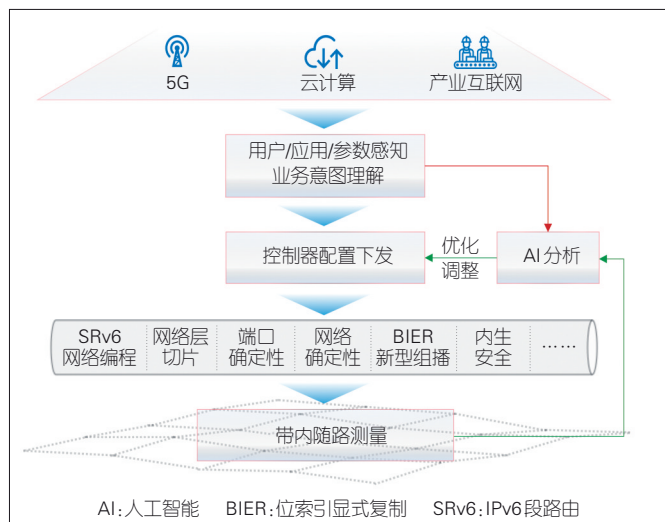 5G 云计算 产业互联网
用户/应用/参数感知
业务意图理解
控制器配置下发
优化
调整
AI分析
SRv6
网络编程
网络层
切片
端口
确定性
网络
确定性
BIER
新型组播
内生
安全
……
带内随路测量
AI:人工智能 BIER:位索引显式复制 SRv6:IPv6段路由